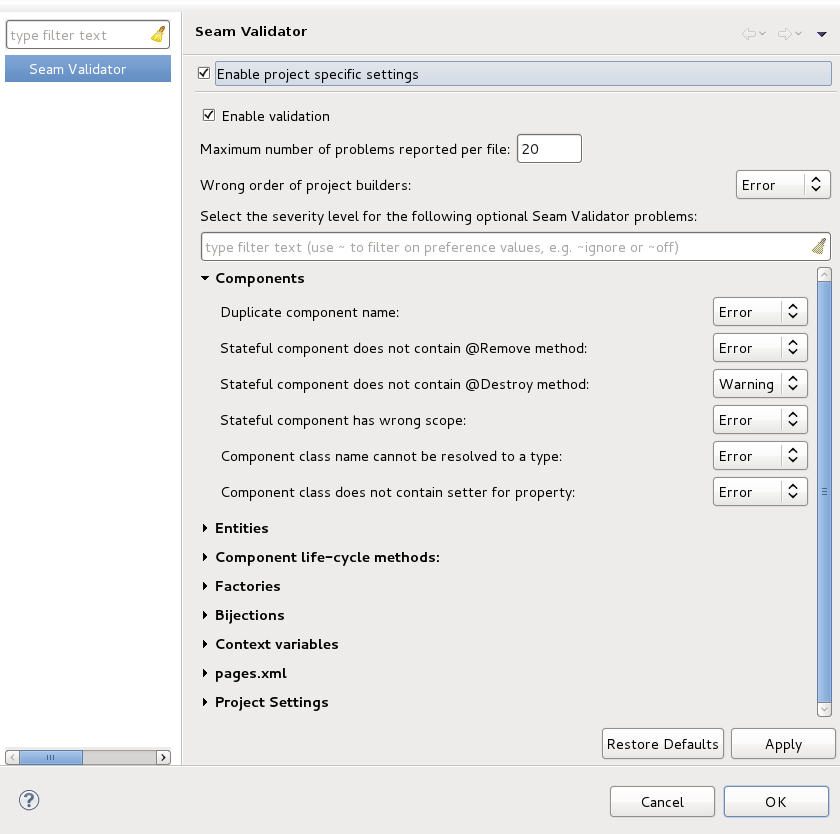 type filter text
Seam Validator
Seam Validator
Enable project specific settings
Enable validation
Maximum number of problems reported per file: 20
Wrong order of project builders: Error
Select the severity level for the following optional Seam Validator problems:
type filter text (use ~ to filter on preference values, e.g. ~ignore or ~off)
Components
Duplicate component name: Error
Stateful component does not contain @Remove method: Error
Stateful component does not contain @Destroy method: Warning
Stateful component has wrong scope: Error
Component class name cannot be resolved to a type: Error
Component class does not contain setter for property: Error
Entities
Component life-cycle methods:
Factories
Bijections
Context variables
pages.xml
Project Settings
Restore Defaults Apply
? Cancel OK